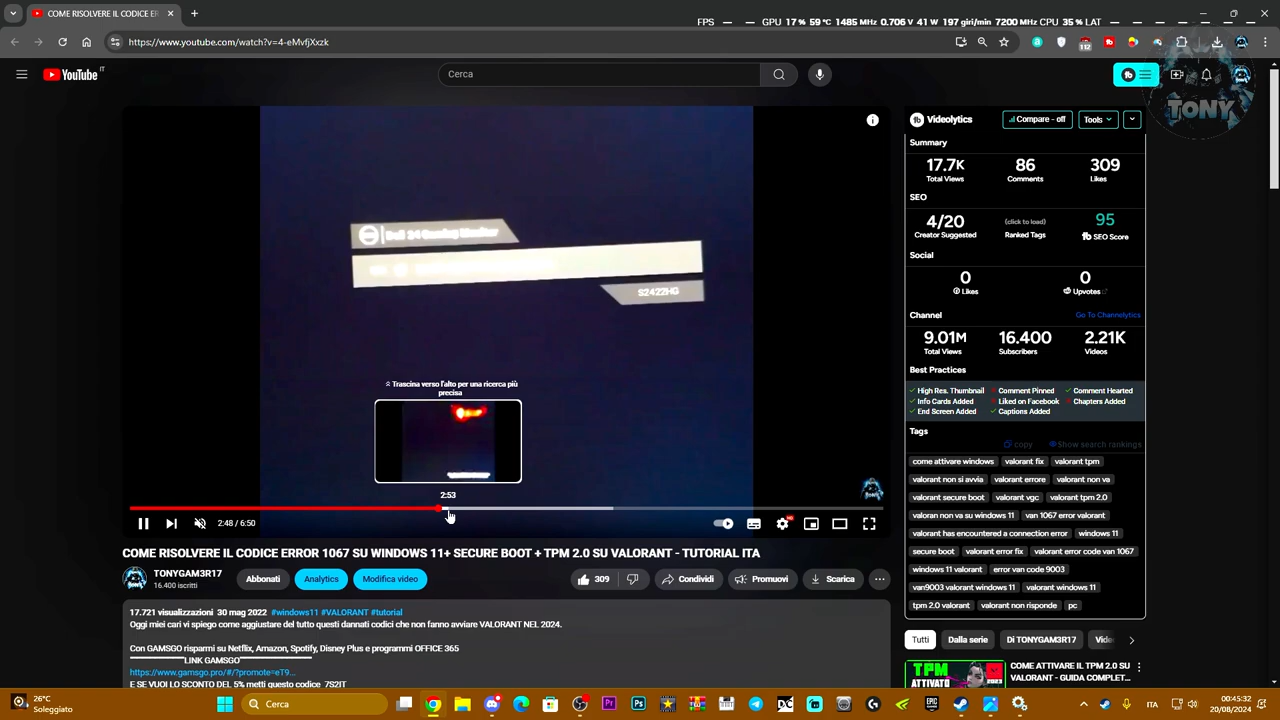 COME RISOLVERE IL CODICE ER
FPS — — GPU 17 % 59 °C 1485 MHz 0.706 V 41 W 197 giri/min 7200 MHz CPU 35 % LAT
https://www.youtube.com/watch?v=4-eMvfjXxzk
112
YouTube IT
Cerca
TONY
S2422HG
Trascina verso l'alto per una ricerca più
precisa
2:53
2:48 / 6:50
HD
COME RISOLVERE IL CODICE ERROR 1067 SU WINDOWS 11+ SECURE BOOT + TPM 2.0 SU VALORANT - TUTORIAL ITA
TONYGAM3R17
16.400 iscritti
Abbonati
Analytics
Modifica video
309
Condividi
Promuovi
Scarica
17.721 visualizzazioni 30 mag 2022 #windows11 #VALORANT #tutorial
Oggi miei cari vi spiego come aggiustare del tutto questi dannati codici che non fanno avviare VALORANT NEL 2024.
Con GAMSGO risparmi su Netflix, Amazon, Spotify, Disney Plus e programmi OFFICE 365
LINK GAMSGO
https://www.gamsgo.pro/#/?promote=eT9...
E SE VUOI LO SCONTO DEL 5% metti questo codice 7S2IT
Videolytics
Compare - off
Tools
Summary
17.7K 86 309
Total Views Comments Likes
SEO
4/20 (click to load) 95
Creator Suggested Ranked Tags SEO Score
Social
0 0
Likes Upvotes
Channel Go To Channelytics
9.01M 16.400 2.21K
Total Views Subscribers Videos
Best Practices
High Res. Thumbnail Comment Pinned Comment Hearted
Info Cards Added Liked on Facebook Chapters Added
End Screen Added Captions Added
Tags
copy Show search rankings
come attivare windows valorant fix valorant tpm
valorant non si avvia valorant errore valorant non va
valorant secure boot valorant vgc valorant tpm 2.0
valoran non va su windows 11 van 1067 error valorant
valorant has encountered a connection error windows 11
secure boot valorant error fix valorant error code van 1067
windows 11 valorant error van code 9003
van9003 valorant windows 11 valorant windows 11
tpm 2.0 valorant valorant non risponde pc
Tutti Dalla serie Di TONYGAM3R17 Vide
TPM
ATTIVATO
COME ATTIVARE IL TPM 2.0 SU
VALORANT - GUIDA COMPLET...
26°C
Soleggiato
Cerca
ITA
00:45:32
20/08/2024